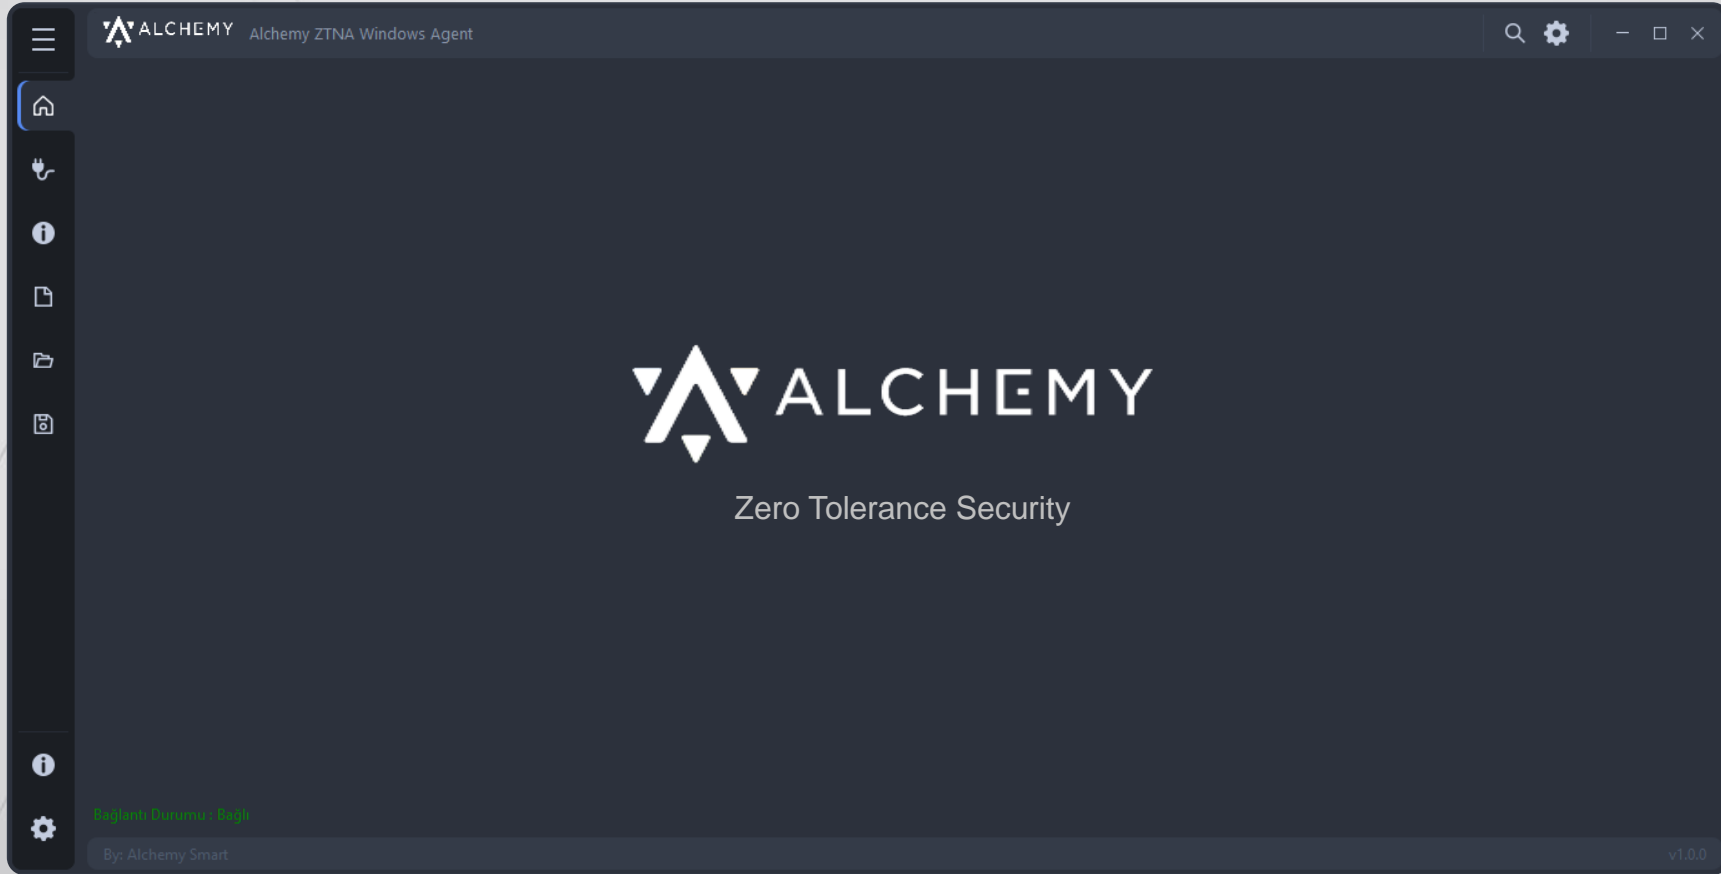 ALCHEMY Alchemy ZTNA Windows Agent
ALCHEMY
Zero Tolerance Security
Bağlantı Durumu : Bağlı
By: Alchemy Smart v1.0.0